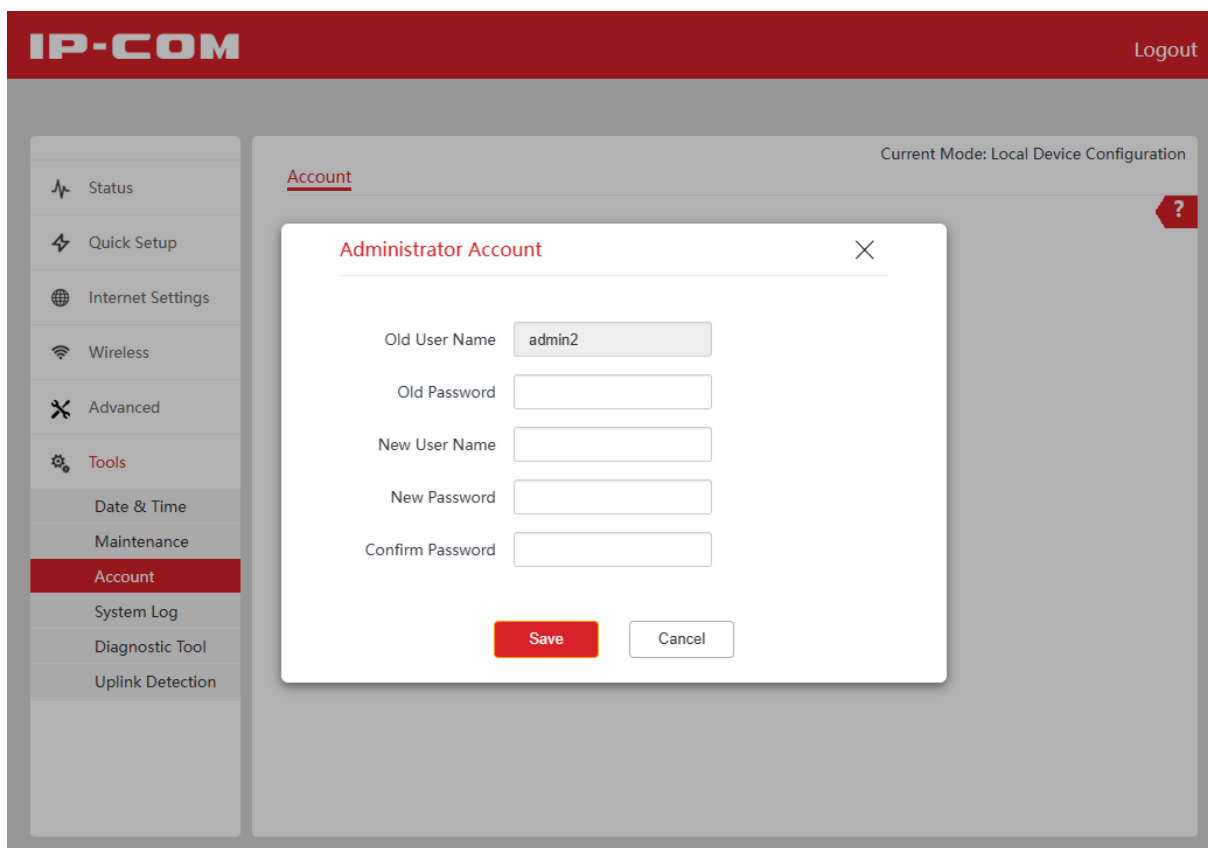 IP-COM
Logout
Current Mode: Local Device Configuration
Account
?
Status
Quick Setup
Internet Settings
Wireless
Advanced
Tools
Date & Time
Maintenance
Account
System Log
Diagnostic Tool
Uplink Detection
Administrator Account
Old User Name admin2
Old Password
New User Name
New Password
Confirm Password
Save Cancel